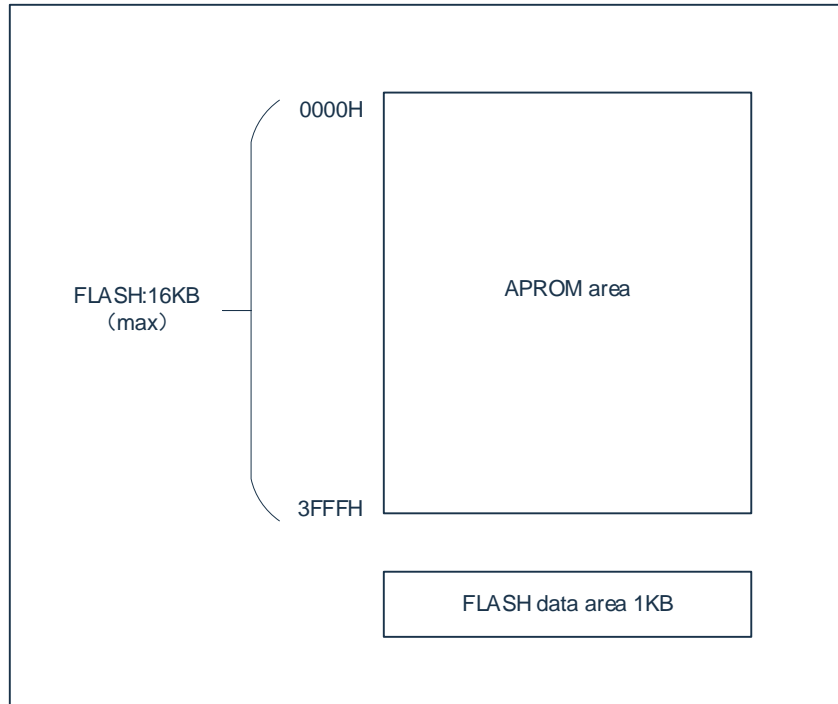 0000H
FLASH:16KB
（max）
APROM area
3FFFH
FLASH data area 1KB